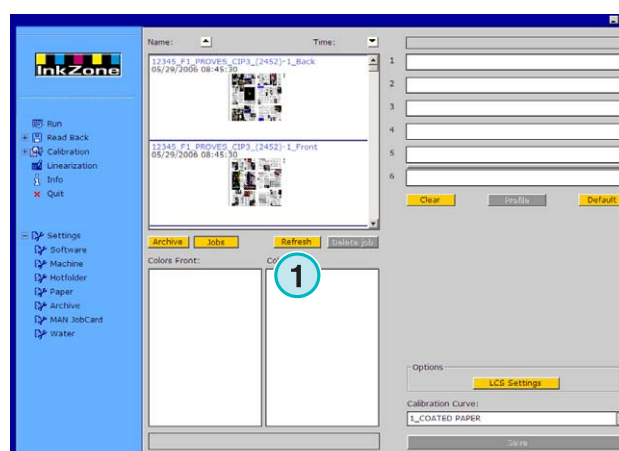 InkZone
Run
Read Back
Calibration
Linearization
Info
Quit
Settings
Software
Machine
Hotfolder
Paper
Archive
MAN JobCard
Water
Name: Time:
12345_F1_PROVES_CIP3_(2452)-1_Back
05/29/2006 08:45:30
12345_F1_PROVES_CIP3_(2452)-1_Front
05/29/2006 08:45:30
Archive Jobs Refresh Delete job
Colors Front: Co
1
1
2
3
4
5
6
Clear Profile Default
Options
LCS Settings
Calibration Curve:
1_COATED PAPER
Save